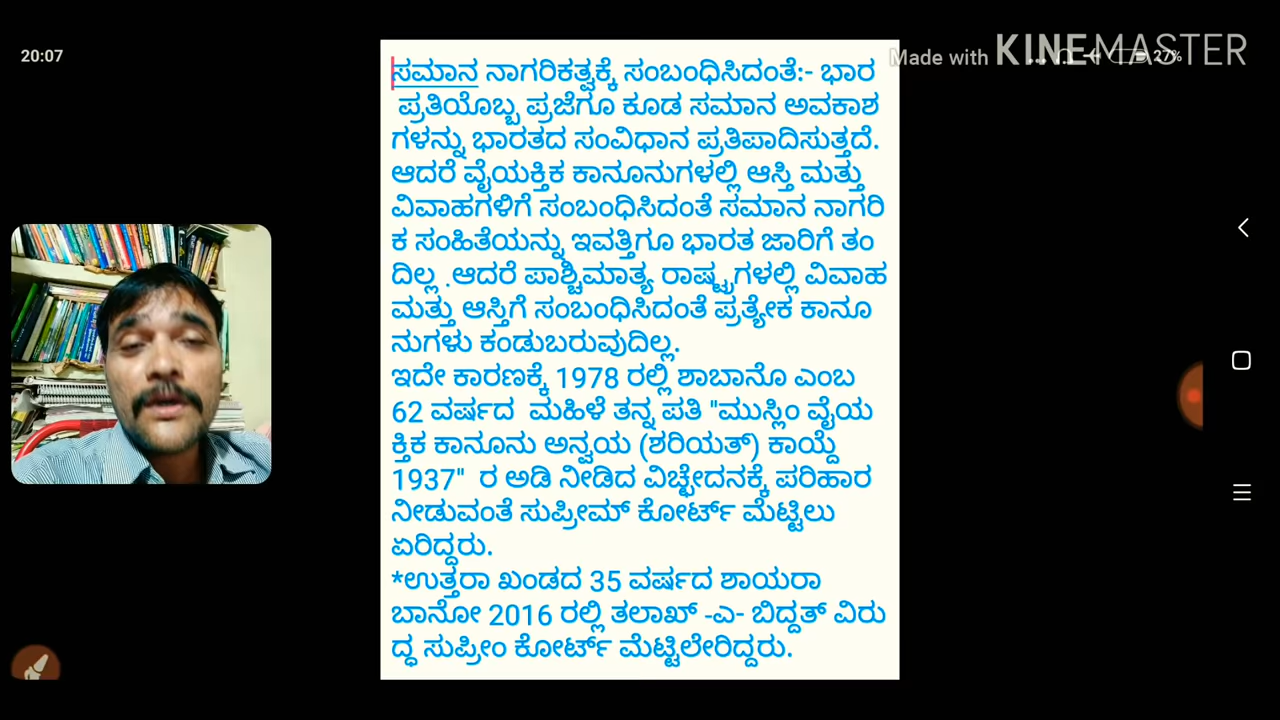 20:07
Made with KINEMASTER
27%
ಸಮಾನ ನಾಗರಿಕತ್ವಕ್ಕೆ ಸಂಬಂಧಿಸಿದಂತೆ:- ಭಾರ
ಪ್ರತಿಯೊಬ್ಬ ಪ್ರಜೆಗೂ ಕೂಡ ಸಮಾನ ಅವಕಾಶ
ಗಳನ್ನು ಭಾರತದ ಸಂವಿಧಾನ ಪ್ರತಿಪಾದಿಸುತ್ತದೆ.
ಆದರೆ ವೈಯಕ್ತಿಕ ಕಾನೂನುಗಳಲ್ಲಿ ಆಸ್ತಿ ಮತ್ತು
ವಿವಾಹಗಳಿಗೆ ಸಂಬಂಧಿಸಿದಂತೆ ಸಮಾನ ನಾಗರಿ
ಕ ಸಂಹಿತೆಯನ್ನು ಇವತ್ತಿಗೂ ಭಾರತ ಜಾರಿಗೆ ತಂ
ದಿಲ್ಲ .ಆದರೆ ಪಾಶ್ಚಿಮಾತ್ಯ ರಾಷ್ಟ್ರಗಳಲ್ಲಿ ವಿವಾಹ
ಮತ್ತು ಆಸ್ತಿಗೆ ಸಂಬಂಧಿಸಿದಂತೆ ಪ್ರತ್ಯೇಕ ಕಾನೂ
ನುಗಳು ಕಂಡುಬರುವುದಿಲ್ಲ.
ಇದೇ ಕಾರಣಕ್ಕೆ 1978 ರಲ್ಲಿ ಶಾಬಾನೊ ಎಂಬ
62 ವರ್ಷದ ಮಹಿಳೆ ತನ್ನ ಪತಿ "ಮುಸ್ಲಿಂ ವೈಯ
ಕ್ತಿಕ ಕಾನೂನು ಅನ್ವಯ (ಶರಿಯತ್) ಕಾಯ್ದೆ
1937" ರ ಅಡಿ ನೀಡಿದ ವಿಚ್ಛೇದನಕ್ಕೆ ಪರಿಹಾರ
ನೀಡುವಂತೆ ಸುಪ್ರೀಮ್ ಕೋರ್ಟ್ ಮೆಟ್ಟಿಲು
ಏರಿದ್ದರು.
*ಉತ್ತರಾ ಖಂಡದ 35 ವರ್ಷದ ಶಾಯರಾ
ಬಾನೋ 2016 ರಲ್ಲಿ ತಲಾಖ್ -ಎ- ಬಿದ್ದತ್ ವಿರು
ದ್ಧ ಸುಪ್ರೀಂ ಕೋರ್ಟ್ ಮೆಟ್ಟಿಲೇರಿದ್ದರು.